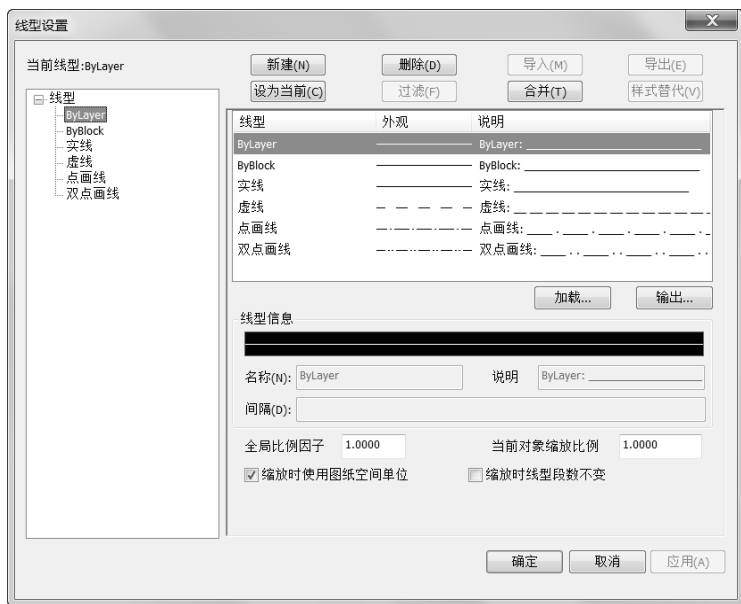 线型设置
X
当前线型:ByLayer
新建(N) 删除(D) 导入(M) 导出(E)
设为当前(C) 过滤(F) 合并(T) 样式替代(V)
线型
ByLayer
ByBlock
实线
虚线
点画线
双点画线
线型 外观 说明
ByLayer ByLayer:
ByBlock ByBlock:
实线 实线:
虚线 虚线:
点画线 点画线:
双点画线 双点画线:
加载... 输出...
线型信息
名称(N): ByLayer 说明 ByLayer:
间隔(D):
全局比例因子 1.0000 当前对象缩放比例 1.0000
缩放时使用图纸空间单位 缩放时线型段数不变
确定 取消 应用(A)